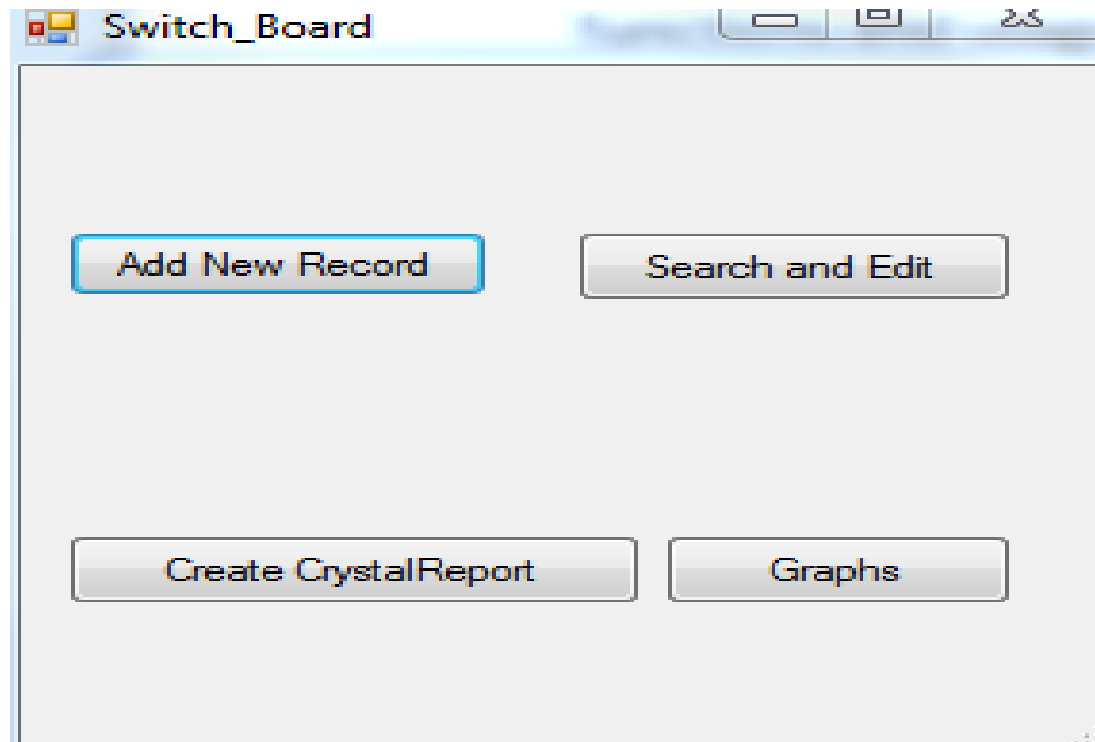 Switch_Board
Add New Record
Search and Edit
Create CrystalReport
Graphs